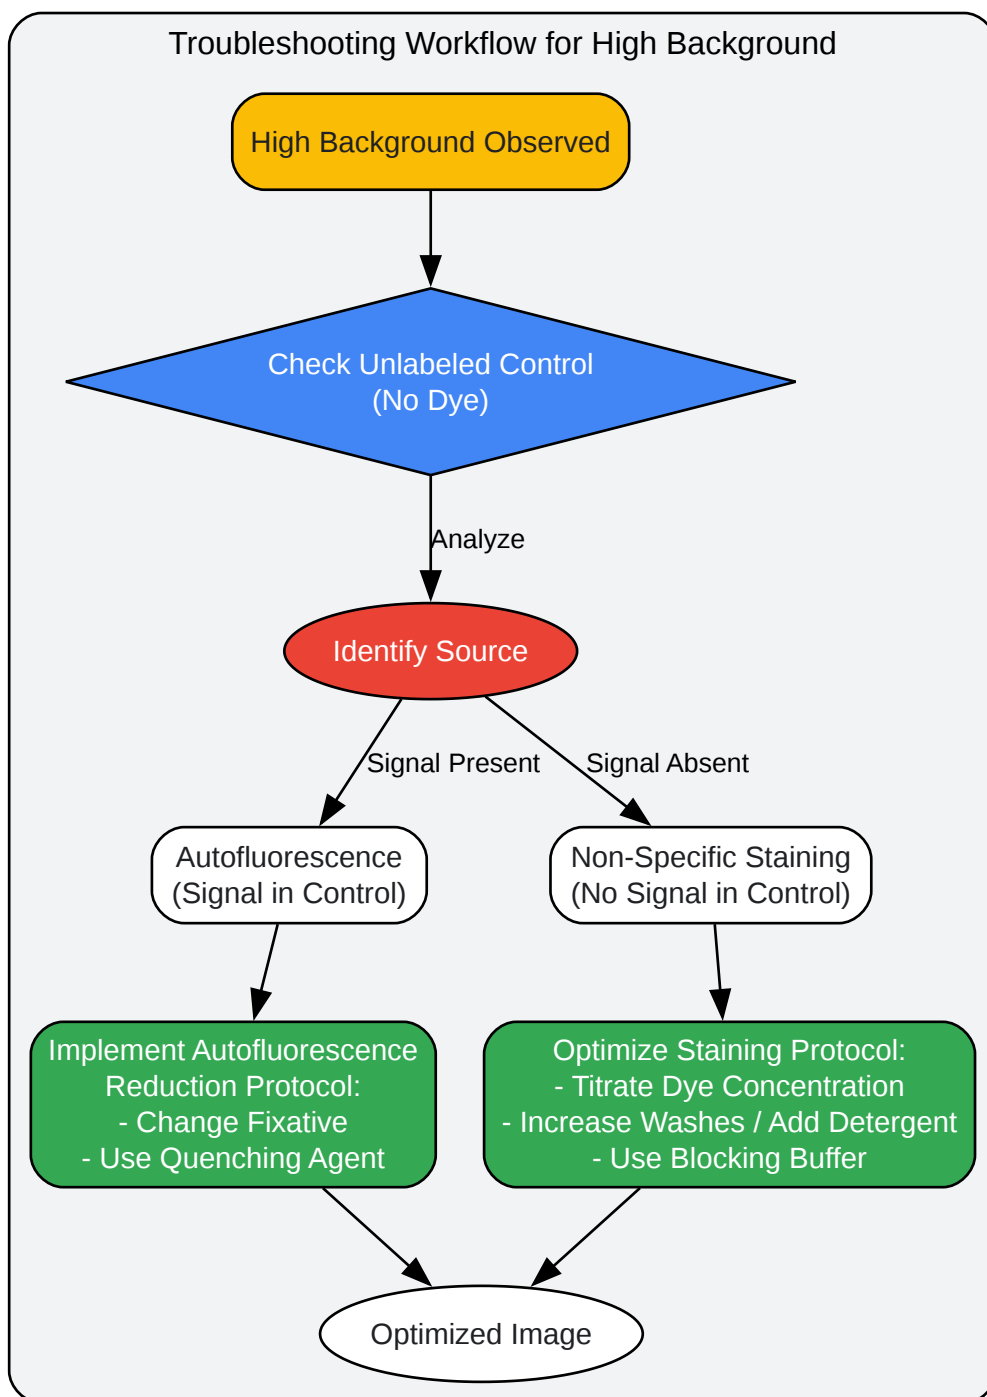 Troubleshooting Workflow for High Background
High Background Observed
Check Unlabeled Control
(No Dye)
Analyze
Identify Source
Signal Present
Signal Absent
Autofluorescence
(Signal in Control)
Non-Specific Staining
(No Signal in Control)
Implement Autofluorescence
Reduction Protocol:
- Change Fixative
- Use Quenching Agent
Optimize Staining Protocol:
- Titrate Dye Concentration
- Increase Washes / Add Detergent
- Use Blocking Buffer
Optimized Image